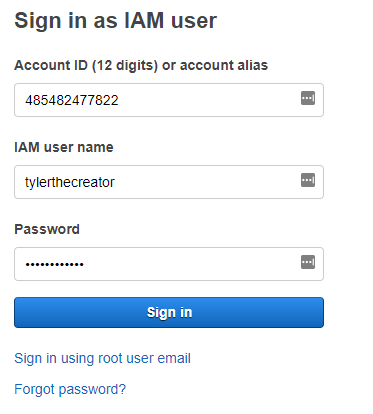 Sign in as IAM user
Account ID (12 digits) or account alias
485482477822
IAM user name
tylerthecreator
Password
••••••••••••
Sign in
Sign in using root user email
Forgot password?